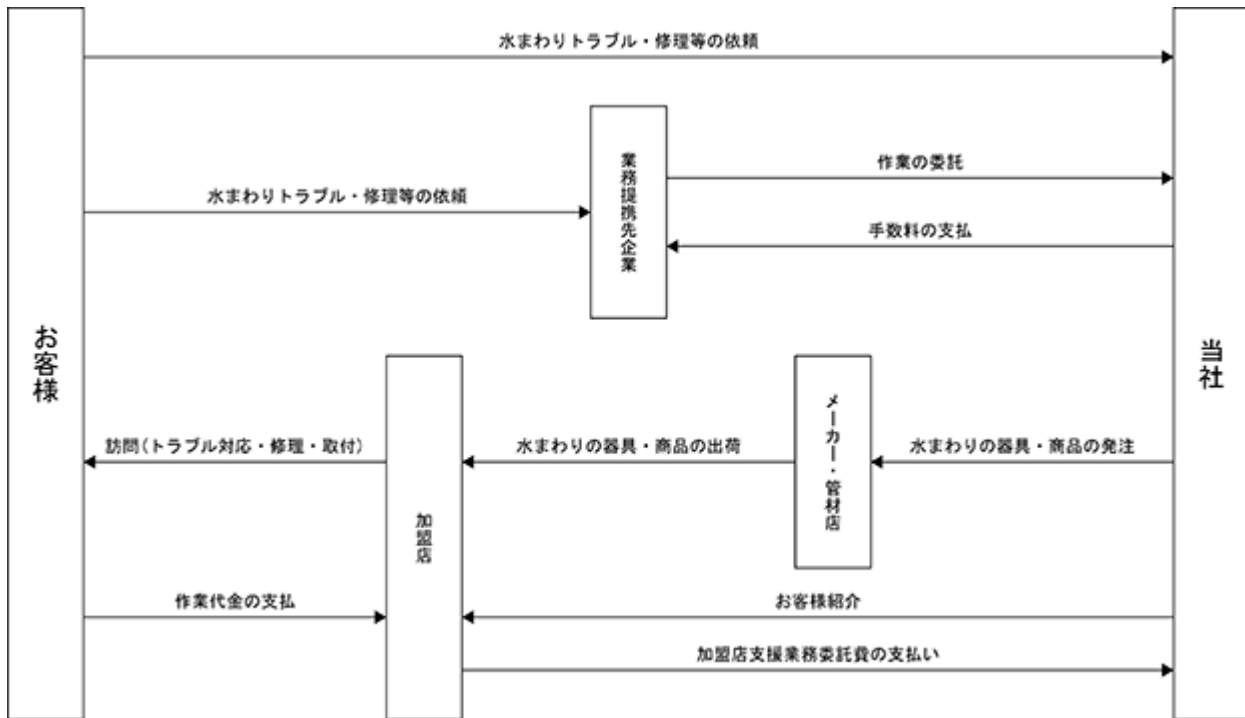 水まわりトラブル・修理等の依頼
業務提携先企業
作業の委託
水まわりトラブル・修理等の依頼
手数料の支払
お客様
当社
加盟店
メーカー・管材店
訪問(トラブル対応・修理・取付)
水まわりの器具・商品の出荷
水まわりの器具・商品の発注
作業代金の支払
お客様紹介
加盟店支援業務委託費の支払い